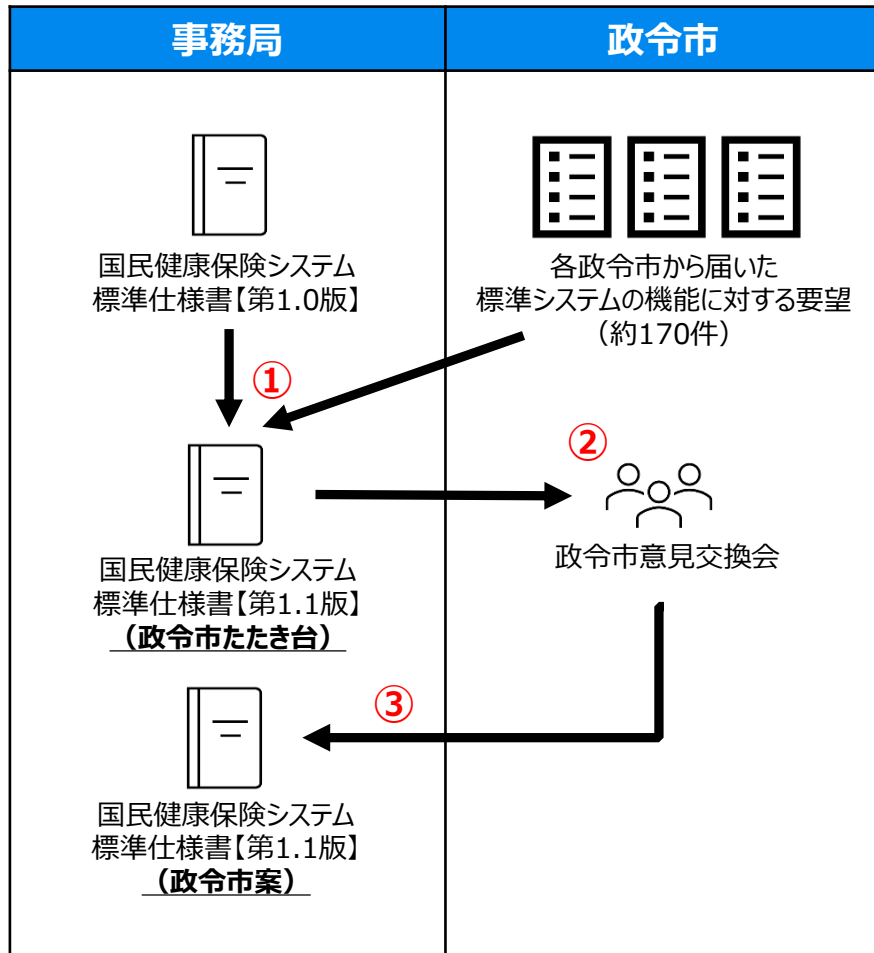 事務局
政令市
国民健康保険システム
標準仕様書【第1.0版】
各政令市から届いた
標準システムの機能に対する要望
（約170件）
①
国民健康保険システム
標準仕様書【第1.1版】
（政令市たたき台）
②
政令市意見交換会
③
国民健康保険システム
標準仕様書【第1.1版】
（政令市案）